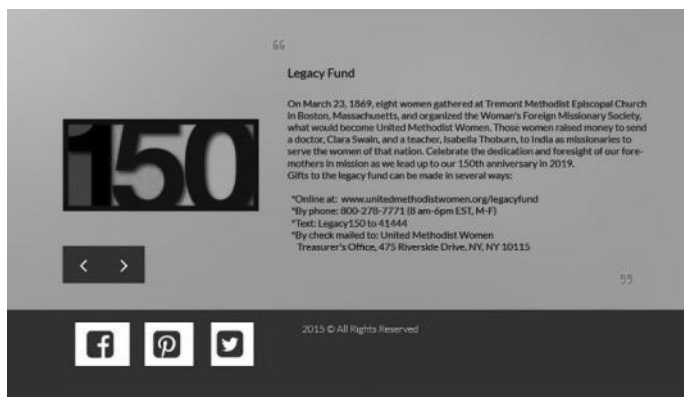 “
Legacy Fund
On March 23, 1869, eight women gathered at Tremont Methodist Episcopal Church
in Boston, Massachusetts, and organized the Woman's Foreign Missionary Society,
what would become United Methodist Women. Those women raised money to send
a doctor, Clara Swain, and a teacher, Isabella Thoburn, to India as missionaries to
serve the women of that nation. Celebrate the dedication and foresight of our fore-
mothers in mission as we lead up to our 150th anniversary in 2019.
Gifts to the legacy fund can be made in several ways:
150
*Online at: www.unitedmethodistwomen.org/legacyfund
*By phone: 800-278-7771 (8 am-6pm EST, M-F)
*Text: Legacy150 to 41444
*By check mailed to: United Methodist Women
Treasurer's Office, 475 Riverside Drive, NY, NY 10115
”
2015 © All Rights Reserved